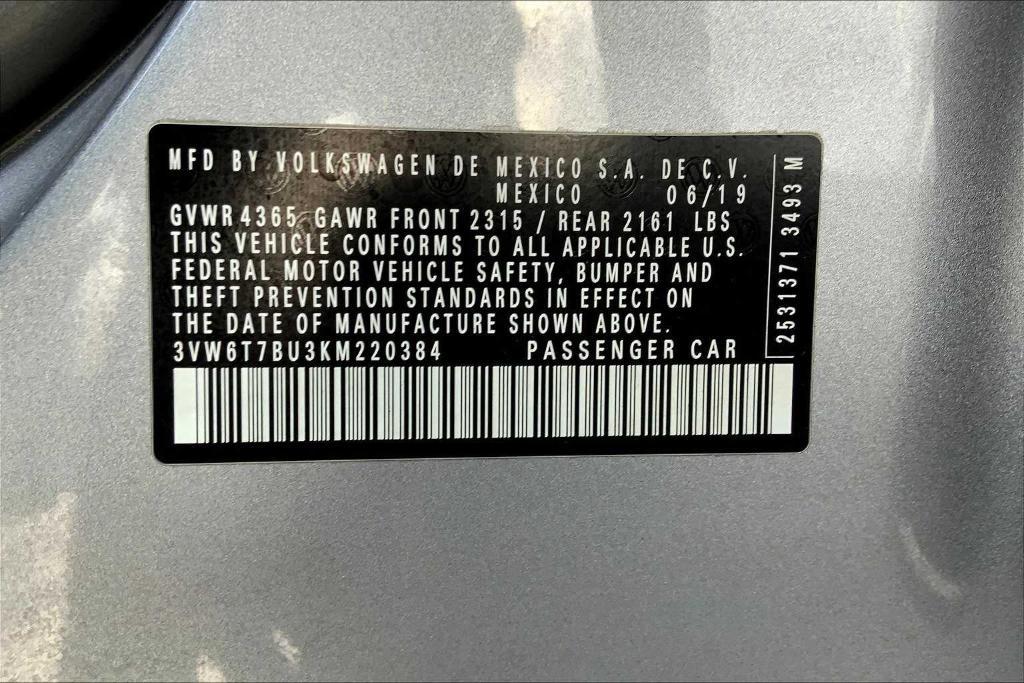 MFD BY VOLKSWAGEN DE MEXICO S.A. DE C.V.
MEXICO 06/19
GVWR 4365 GAWR FRONT 2315 / REAR 2161 LBS
THIS VEHICLE CONFORMS TO ALL APPLICABLE U.S.
FEDERAL MOTOR VEHICLE SAFETY, BUMPER AND
THEFT PREVENTION STANDARDS IN EFFECT ON
THE DATE OF MANUFACTURE SHOWN ABOVE.
3VW6T7BU3KM220384 PASSENGER CAR
2531371 3493 M